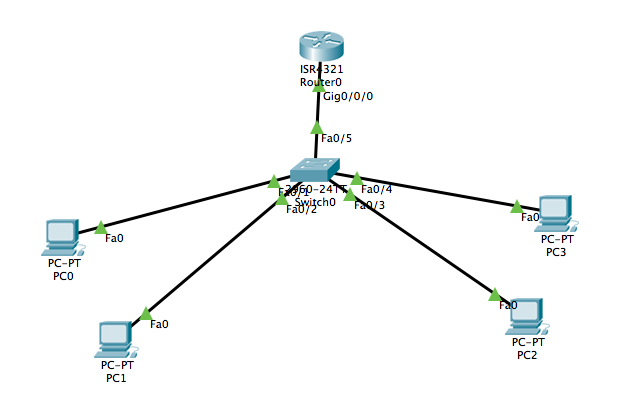 ISR4321
Router0
Gig0/0/0
Fa0/5
2960-24TT
Switch0
Fa0/1
Fa0/2
Fa0/4
Fa0/3
Fa0
PC-PT
PC0
Fa0
PC-PT
PC1
Fa0
PC-PT
PC3
Fa0
PC-PT
PC2